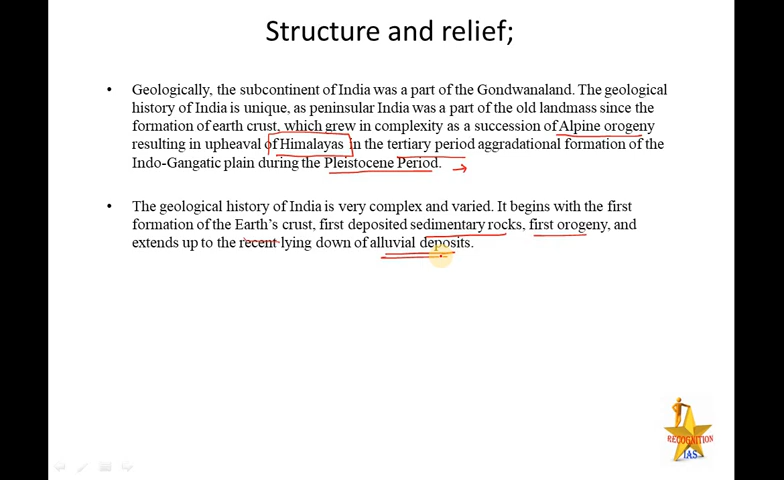 Structure and relief;
• Geologically, the subcontinent of India was a part of the Gondwanaland. The geological
history of India is unique, as peninsular India was a part of the old landmass since the
formation of earth crust, which grew in complexity as a succession of Alpine orogeny
resulting in upheaval of Himalayas in the tertiary period aggradational formation of the
Indo-Gangatic plain during the Pleistocene Period.
• The geological history of India is very complex and varied. It begins with the first
formation of the Earth's crust, first deposited sedimentary rocks, first orogeny, and
extends up to the recent lying down of alluvial deposits.
RECOGNITION
IAS